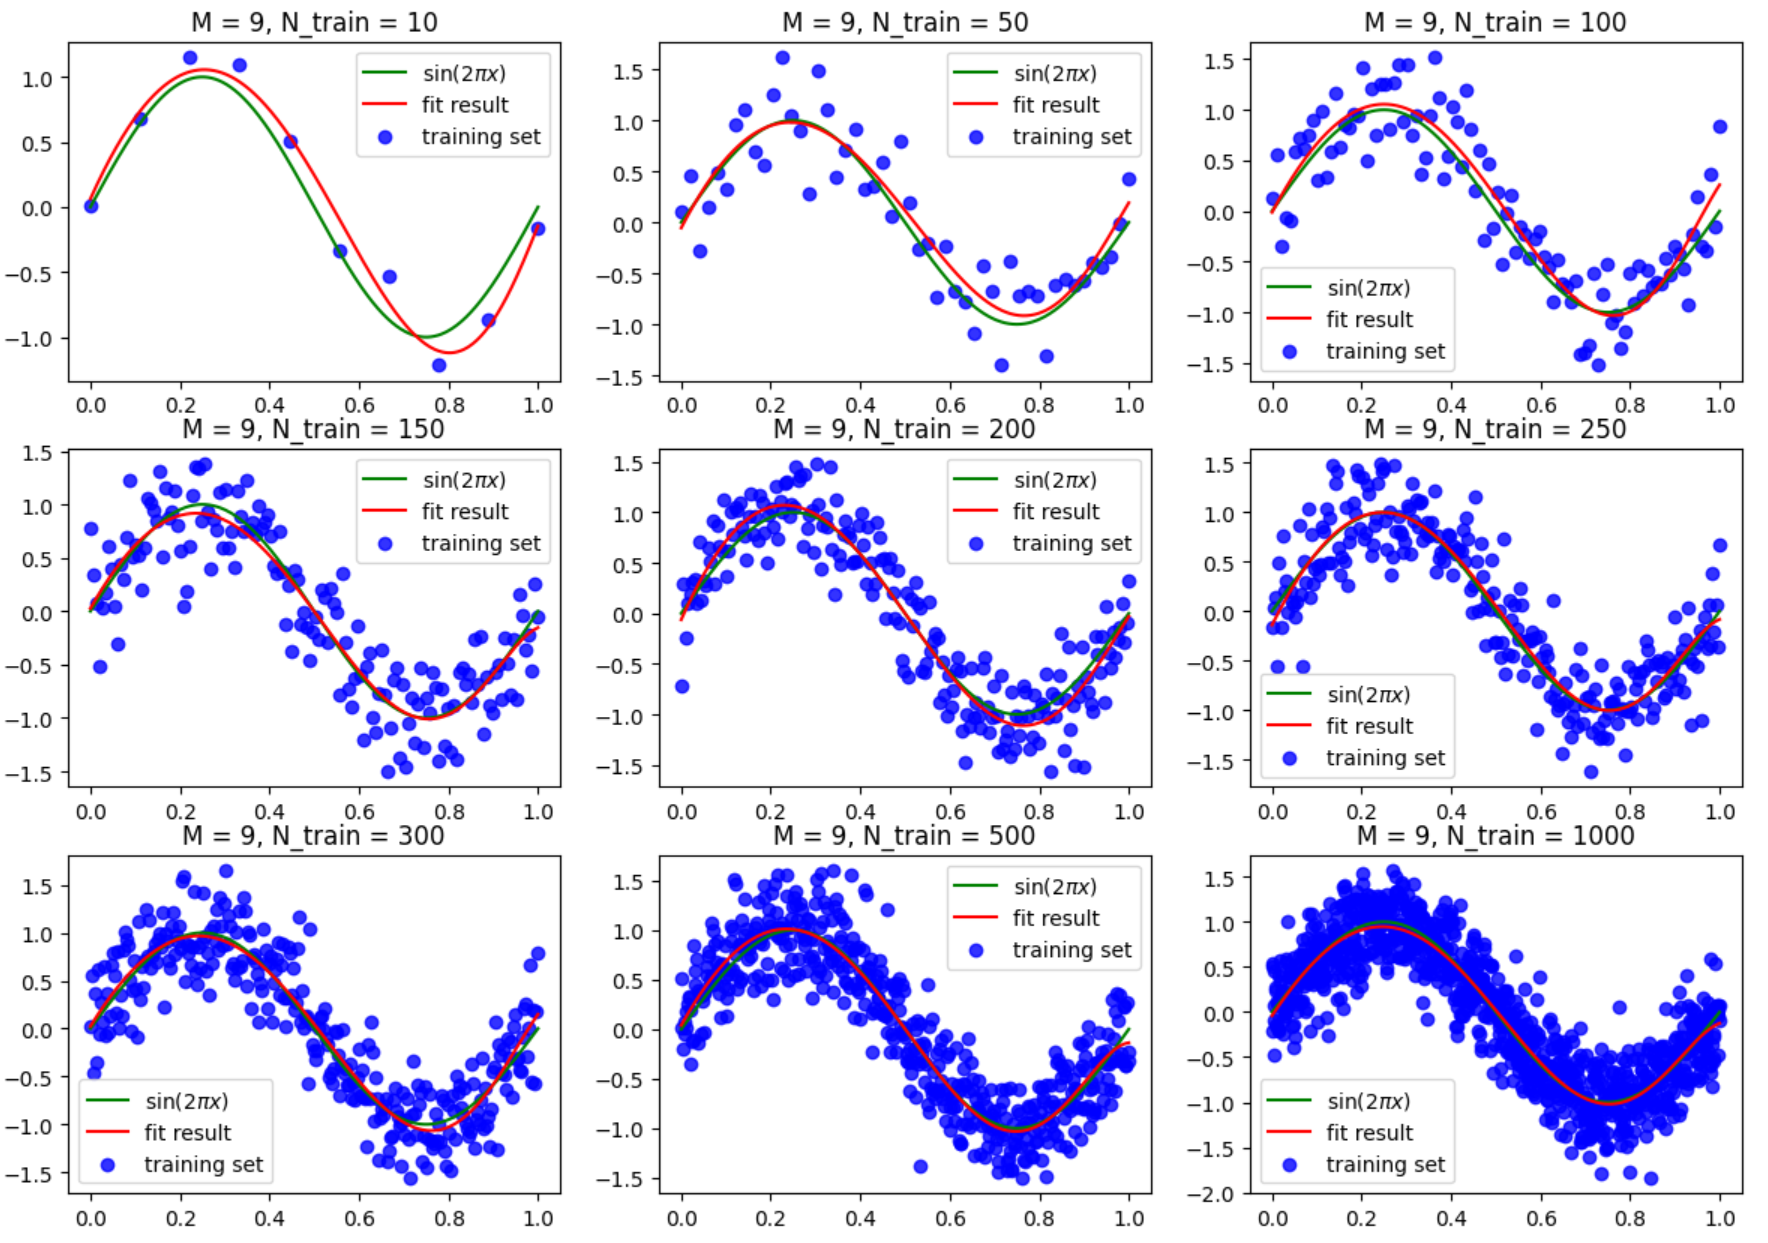 M = 9, N_train = 10
1.0
0.5
0.0
−0.5
−1.0
sin(2πx)
fit result
training set
0.0 0.2 0.4 0.6 0.8 1.0
M = 9, N_train = 50
1.5
1.0
0.5
0.0
−0.5
−1.0
−1.5
sin(2πx)
fit result
training set
0.0 0.2 0.4 0.6 0.8 1.0
M = 9, N_train = 100
1.5
1.0
0.5
0.0
−0.5
−1.0
−1.5
sin(2πx)
fit result
training set
0.0 0.2 0.4 0.6 0.8 1.0
M = 9, N_train = 150
1.5
1.0
0.5
0.0
−0.5
−1.0
−1.5
sin(2πx)
fit result
training set
0.0 0.2 0.4 0.6 0.8 1.0
M = 9, N_train = 200
1.5
1.0
0.5
0.0
−0.5
−1.0
−1.5
sin(2πx)
fit result
training set
0.0 0.2 0.4 0.6 0.8 1.0
M = 9, N_train = 250
1.5
1.0
0.5
0.0
−0.5
−1.0
−1.5
sin(2πx)
fit result
training set
0.0 0.2 0.4 0.6 0.8 1.0
M = 9, N_train = 300
1.5
1.0
0.5
0.0
−0.5
−1.0
−1.5
sin(2πx)
fit result
training set
0.0 0.2 0.4 0.6 0.8 1.0
M = 9, N_train = 500
1.5
1.0
0.5
0.0
−0.5
−1.0
−1.5
sin(2πx)
fit result
training set
0.0 0.2 0.4 0.6 0.8 1.0
M = 9, N_train = 1000
1.5
1.0
0.5
0.0
−0.5
−1.0
−1.5
−2.0
sin(2πx)
fit result
training set
0.0 0.2 0.4 0.6 0.8 1.0